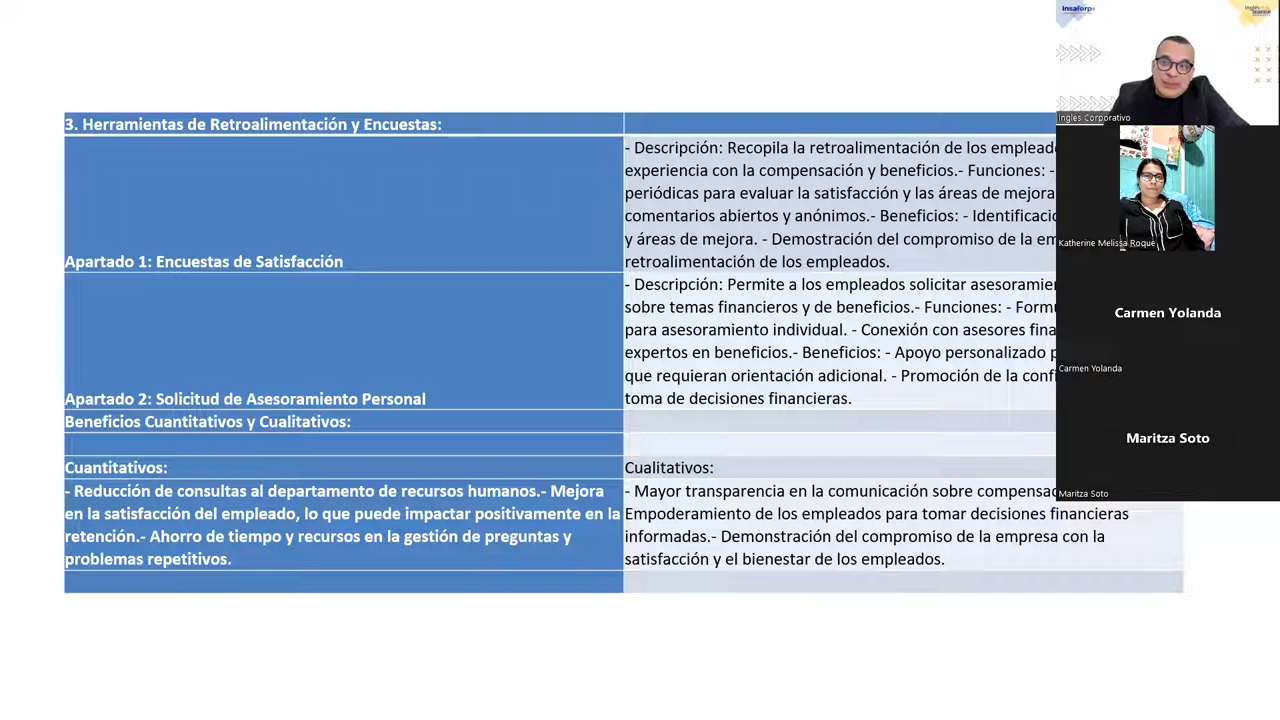 3. Herramientas de Retroalimentación y Encuestas:
- Descripción: Recopila la retroalimentación de los
experiencia con la compensación y beneficios.- Funciones: -
periódicas para evaluar la satisfacción y las áreas de mejora
comentarios abiertos y anónimos.- Beneficios: -
y áreas de mejora. - Demostración del compromiso de la
retroalimentación de los empleados.
Apartado 1: Encuestas de Satisfacción
- Descripción: Permite a los empleados solicitar
sobre temas financieros y de beneficios.- Funciones: -
para asesoramiento individual. - Conexión con asesores
expertos en beneficios.- Beneficios: - Apoyo personalizado
que requieran orientación adicional. - Promoción de la
toma de decisiones financieras.
Apartado 2: Solicitud de Asesoramiento Personal
Beneficios Cuantitativos y Cualitativos:
Cuantitativos:
- Reducción de consultas al departamento de recursos humanos.- Mejora
en la satisfacción del empleado, lo que puede impactar positivamente en la
retención.- Ahorro de tiempo y recursos en la gestión de preguntas y
problemas repetitivos.
Cualitativos:
- Mayor transparencia en la comunicación sobre
Empoderamiento de los empleados para tomar decisiones financieras
informadas.- Demostración del compromiso de la empresa con la
satisfacción y el bienestar de los empleados.
Insaforp
Ingles Corporativo
Katherine Melissa Roque
Carmen Yolanda
Carmen Yolanda
Maritza Soto
Maritza Soto